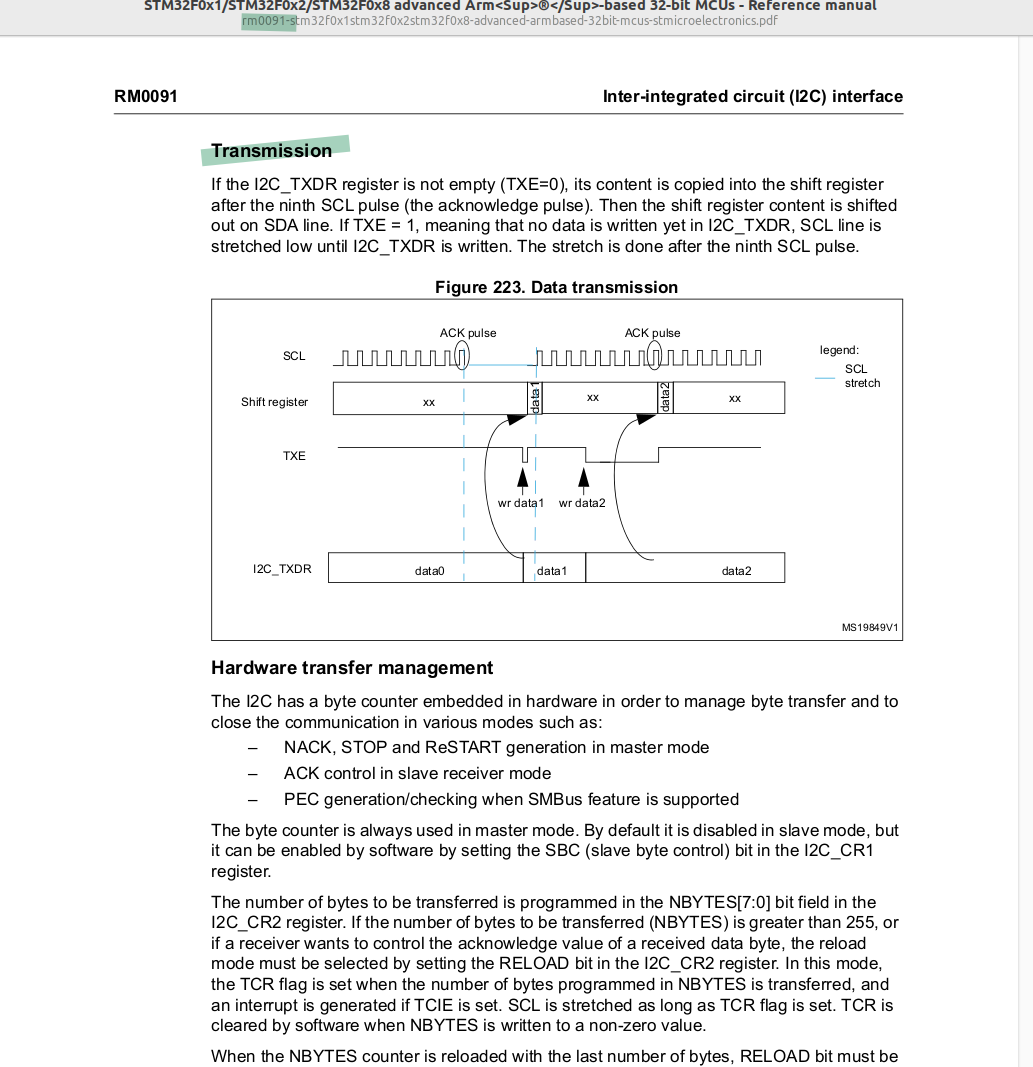 STM32F0x1/STM32F0x2/STM32F0x8 advanced Arm<Sup>®</Sup>-based 32-bit MCUs - Reference manual
rm0091-stm32f0x1stm32f0x2stm32f0x8-advanced-armbased-32bit-mcus-stmicroelectronics.pdf
RM0091 Inter-integrated circuit (I2C) interface
Transmission
If the I2C_TXDR register is not empty (TXE=0), its content is copied into the shift register
after the ninth SCL pulse (the acknowledge pulse). Then the shift register content is shifted
out on SDA line. If TXE = 1, meaning that no data is written yet in I2C_TXDR, SCL line is
stretched low until I2C_TXDR is written. The stretch is done after the ninth SCL pulse.
Figure 223. Data transmission
ACK pulse ACK pulse
legend:
SCL
SCL
stretch
Shift register xx data1 xx data2 xx
TXE
wr data1 wr data2
I2C_TXDR data0 data1 data2
MS19849V1
Hardware transfer management
The I2C has a byte counter embedded in hardware in order to manage byte transfer and to
close the communication in various modes such as:
– NACK, STOP and ReSTART generation in master mode
– ACK control in slave receiver mode
– PEC generation/checking when SMBus feature is supported
The byte counter is always used in master mode. By default it is disabled in slave mode, but
it can be enabled by software by setting the SBC (slave byte control) bit in the I2C_CR1
register.
The number of bytes to be transferred is programmed in the NBYTES[7:0] bit field in the
I2C_CR2 register. If the number of bytes to be transferred (NBYTES) is greater than 255, or
if a receiver wants to control the acknowledge value of a received data byte, the reload
mode must be selected by setting the RELOAD bit in the I2C_CR2 register. In this mode,
the TCR flag is set when the number of bytes programmed in NBYTES is transferred, and
an interrupt is generated if TCIE is set. SCL is stretched as long as TCR flag is set. TCR is
cleared by software when NBYTES is written to a non-zero value.
When the NBYTES counter is reloaded with the last number of bytes, RELOAD bit must be